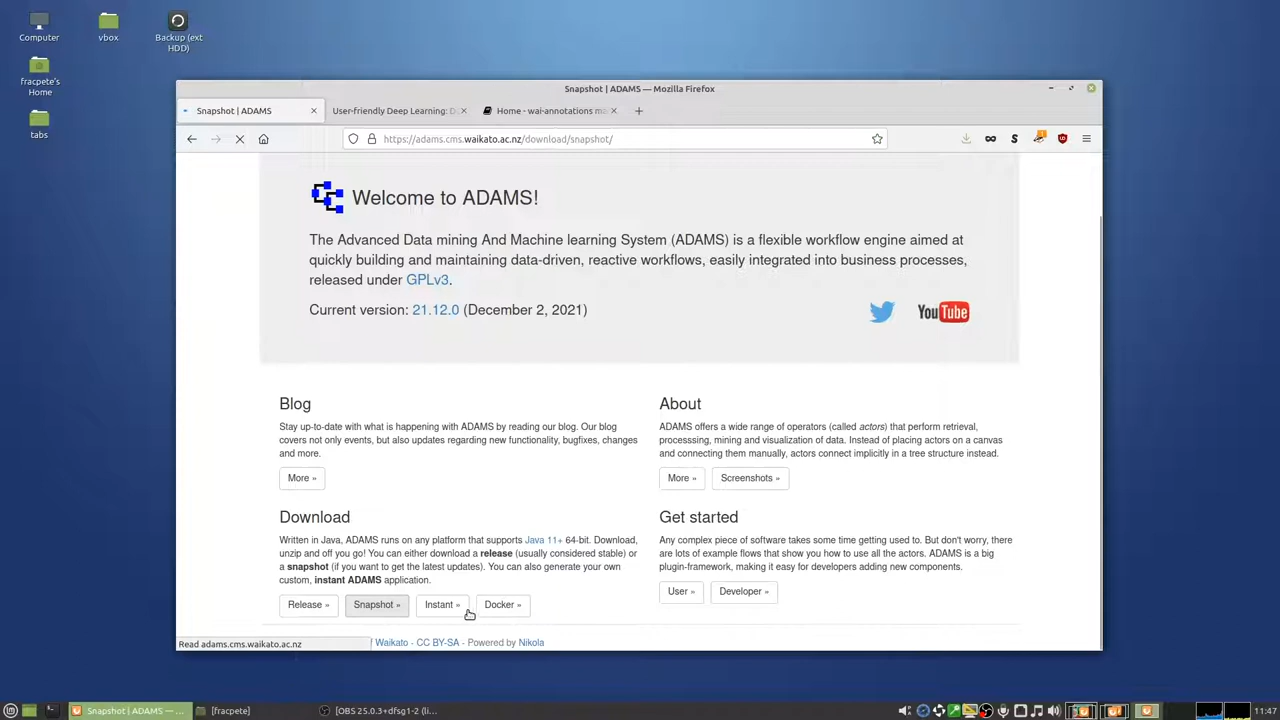 Computer
vbox
Backup (ext
HDD)
fracpete's
Home
tabs
Snapshot | ADAMS — Mozilla Firefox
Snapshot | ADAMS
User-friendly Deep Learning: D
Home - wai-annotations ma
https://adams.cms.waikato.ac.nz/download/snapshot/
Welcome to ADAMS!
The Advanced Data mining And Machine learning System (ADAMS) is a flexible workflow engine aimed at
quickly building and maintaining data-driven, reactive workflows, easily integrated into business processes,
released under GPLv3.
Current version: 21.12.0 (December 2, 2021)
YouTube
Blog
Stay up-to-date with what is happening with ADAMS by reading our blog. Our blog
covers not only events, but also updates regarding new functionality, bugfixes, changes
and more.
More »
About
ADAMS offers a wide range of operators (called actors) that perform retrieval,
processsing, mining and visualization of data. Instead of placing actors on a canvas
and connecting them manually, actors connect implicitly in a tree structure instead.
More »
Screenshots »
Download
Written in Java, ADAMS runs on any platform that supports Java 11+ 64-bit. Download,
unzip and off you go! You can either download a release (usually considered stable) or
a snapshot (if you want to get the latest updates). You can also generate your own
custom, instant ADAMS application.
Release »
Snapshot »
Instant »
Docker »
Get started
Any complex piece of software takes some time getting used to. But don't worry, there
are lots of example flows that show you how to use all the actors. ADAMS is a big
plugin-framework, making it easy for developers adding new components.
User »
Developer »
Read adams.cms.waikato.ac.nz
/ Waikato - CC BY-SA - Powered by Nikola
Snapshot | ADAMS — ...
[fracpete]
[OBS 25.0.3+dfsg1-2 (li...
11:47